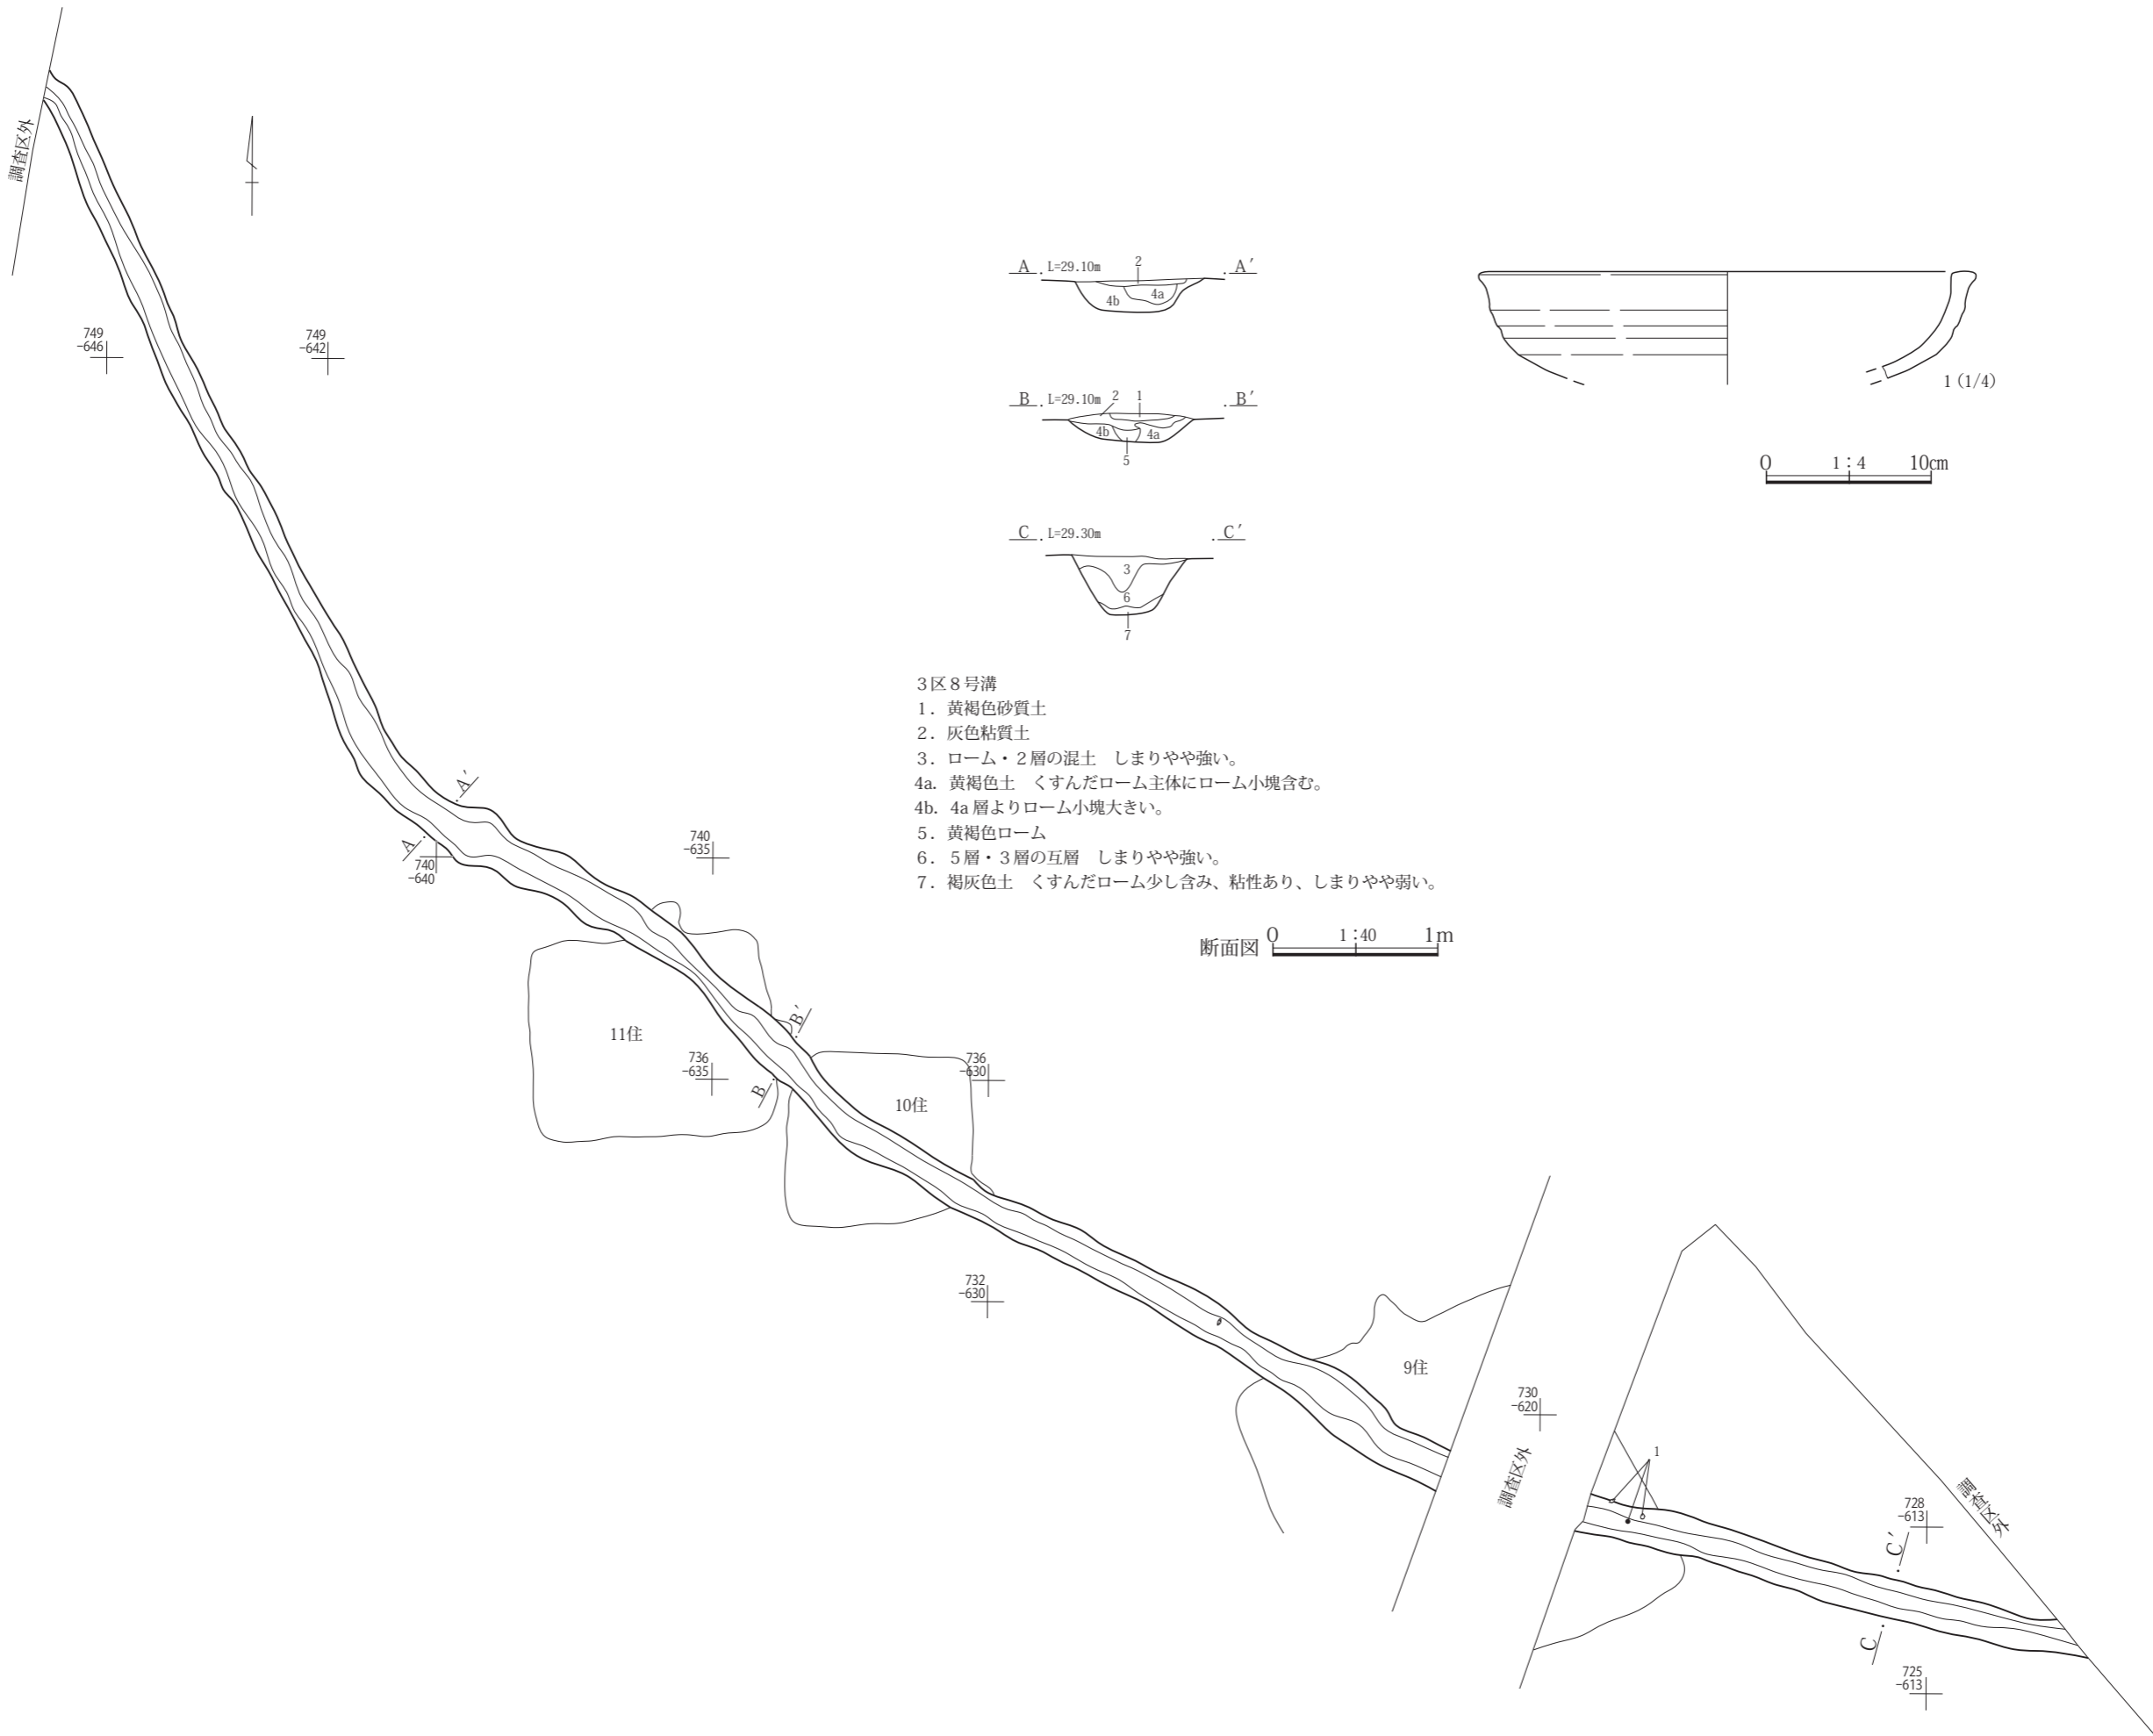 調査区外
749
-646
749
-642
A L=29.10m 2 A′
4b 4a
B L=29.10m 2 1 B′
4b 4a
5
C L=29.30m C′
3
6
7
1 (1/4)
0 1:4 10cm
3区8号溝
1. 黄褐色砂質土
2. 灰色粘質土
3. ローム・2層の混土　しまりやや強い。
4a. 黄褐色土　くすんだローム主体にローム小塊含む。
4b. 4a層よりローム小塊大きい。
5. 黄褐色ローム
6. 5層・3層の互層　しまりやや強い。
7. 褐灰色土　くすんだローム少し含み、粘性あり、しまりやや弱い。
断面図 0 1:40 1m
A′
A
740
-640
740
-635
11住
736
-635
B′
B
10住
736
-630
732
-630
9住
730
-620
調査区外
1
調査区外
728
-613
C′
C
725
-613